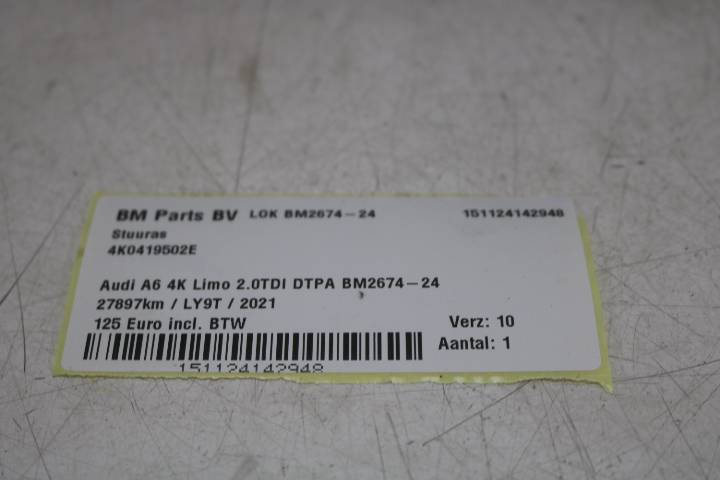 BM Parts BV LOK BM2674-24 151124142948
Stuuras
4K0419502E
Audi A6 4K Limo 2.0TDI DTPA BM2674-24
27897km / LY9T / 2021
125 Euro incl. BTW Verz: 10
Aantal: 1
151124142948